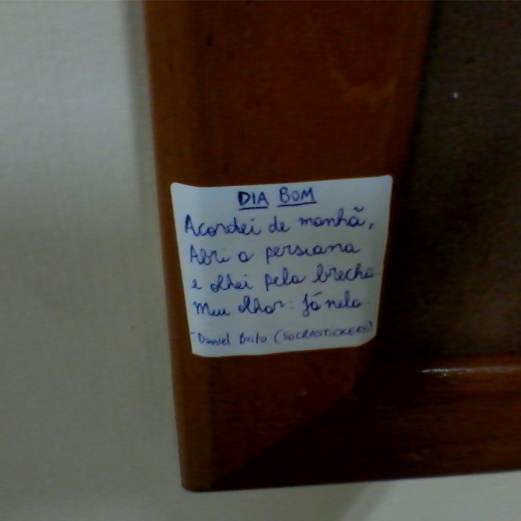 DIA BOM
Acordei de manhã,
Abri a persiana
e olhei pela brecha.
Meu olhar: Já nela.
Daniel Brito (SOCRASTICKERS)